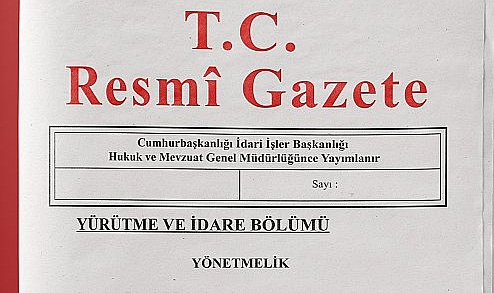 T.C.
Resmî Gazete
Cumhurbaşkanlığı İdari İşler Başkanlığı
Hukuk ve Mevzuat Genel Müdürlüğünce Yayımlanır
Sayı :
YÜRÜTME VE İDARE BÖLÜMÜ
YÖNETMELİK